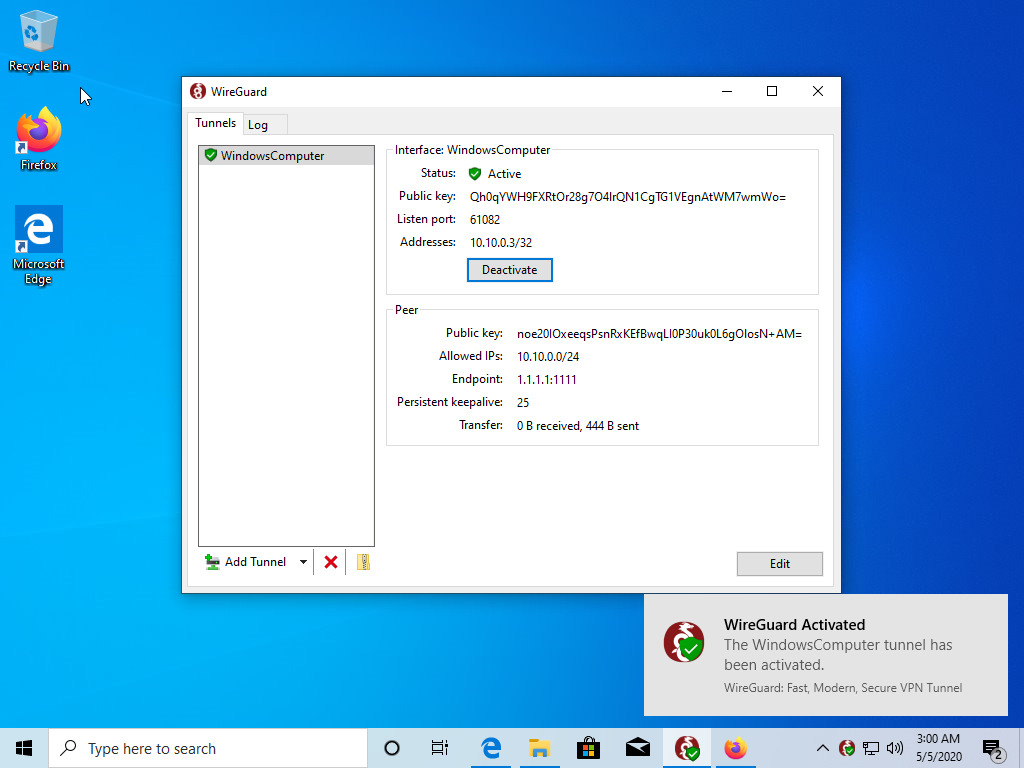 Recycle Bin
Firefox
Microsoft
Edge
WireGuard
Tunnels
Log
WindowsComputer
Interface: WindowsComputer
Status: Active
Public key: Qh0qYWH9FXRtOr28g7O4IrQN1CgTG1VEgnAtWM7wmWo=
Listen port: 61082
Addresses: 10.10.0.3/32
Deactivate
Peer
Public key: noe20lOxeeqsPsnRxKEfBwqLI0P30uk0L6gOIosN+AM=
Allowed IPs: 10.10.0.0/24
Endpoint: 1.1.1.1:1111
Persistent keepalive: 25
Transfer: 0 B received, 444 B sent
Add Tunnel
Edit
WireGuard Activated
The WindowsComputer tunnel has
been activated.
WireGuard: Fast, Modern, Secure VPN Tunnel
Type here to search
3:00 AM
5/5/2020
2